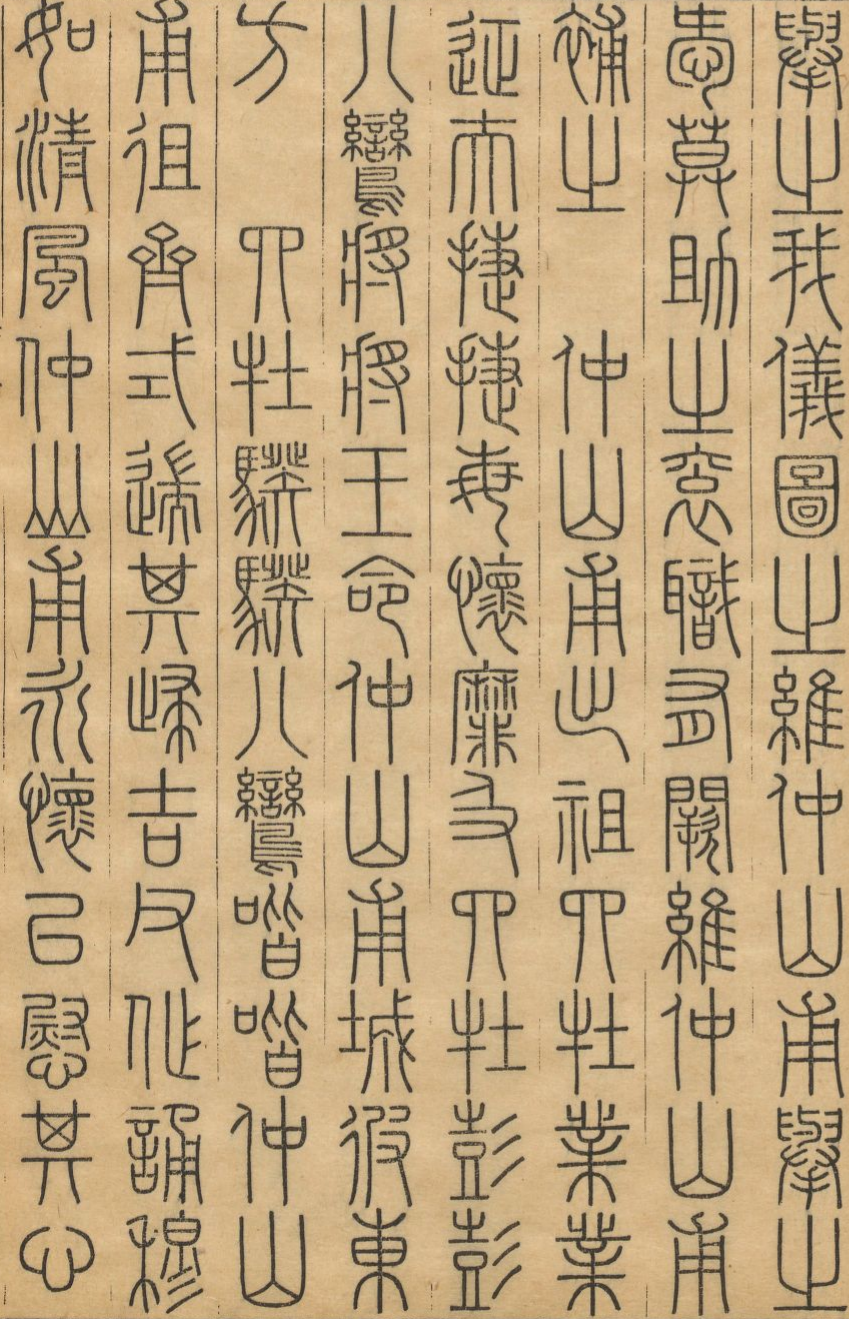 舉之我儀圖之維仲山甫舉之
愛莫助之袞職有闕維仲山甫
補之　仲山甫出祖四牡業業
征夫捷捷每懷靡及四牡彭彭
八鸞將將王命仲山甫城彼東
方　四牡騤騤八鸞喈喈仲山
甫徂齊式遄其歸吉父作誦穆
如清風仲山甫永懷以慰其心